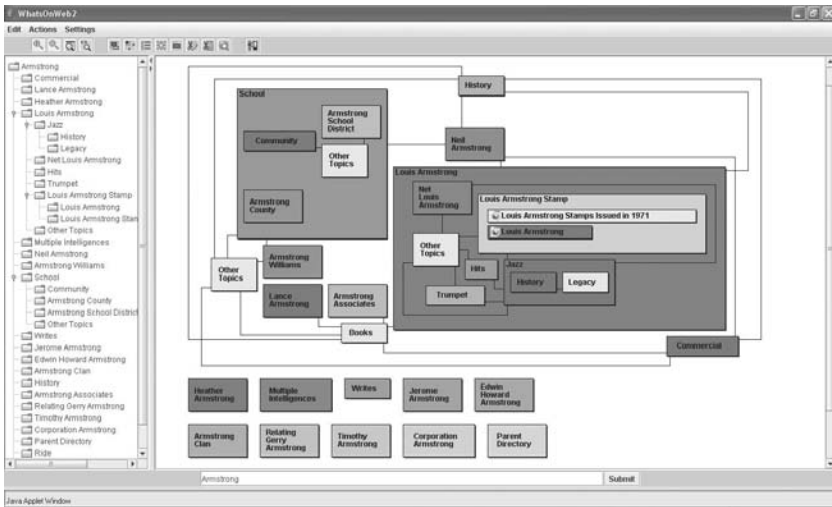 WhatsOnWeb2
Edit Actions Settings
Armstrong
Commercial
Lance Armstrong
Heather Armstrong
Louis Armstrong
Jazz
History
Legacy
Net Louis Armstrong
Hits
Trumpet
Louis Armstrong Stamp
Louis Armstrong
Louis Armstrong Stan
Other Topics
Multiple Intelligences
Neil Armstrong
Armstrong Williams
School
Community
Armstrong County
Armstrong School District
Other Topics
Writes
Jerome Armstrong
Edwin Howard Armstrong
Armstrong Clan
History
Armstrong Associates
Relating Gerry Armstrong
Timothy Armstrong
Corporation Armstrong
Parent Directory
Ride
History
School
Armstrong
School
District
Community
Other
Topics
Armstrong
County
Neil
Armstrong
Louis Armstrong
Net
Louis
Armstrong
Louis Armstrong Stamp
Louis Armstrong Stamps Issued in 1971
Louis Armstrong
Other
Topics
Hits
Jazz
History
Legacy
Trumpet
Other
Topics
Armstrong
Williams
Lance
Armstrong
Armstrong
Associates
Books
Commercial
Heather
Armstrong
Multiple
Intelligences
Writes
Jerome
Armstrong
Edwin
Howard
Armstrong
Armstrong
Clan
Relating
Gerry
Armstrong
Timothy
Armstrong
Corporation
Armstrong
Parent
Directory
Armstrong
Submit
Java Applet Window